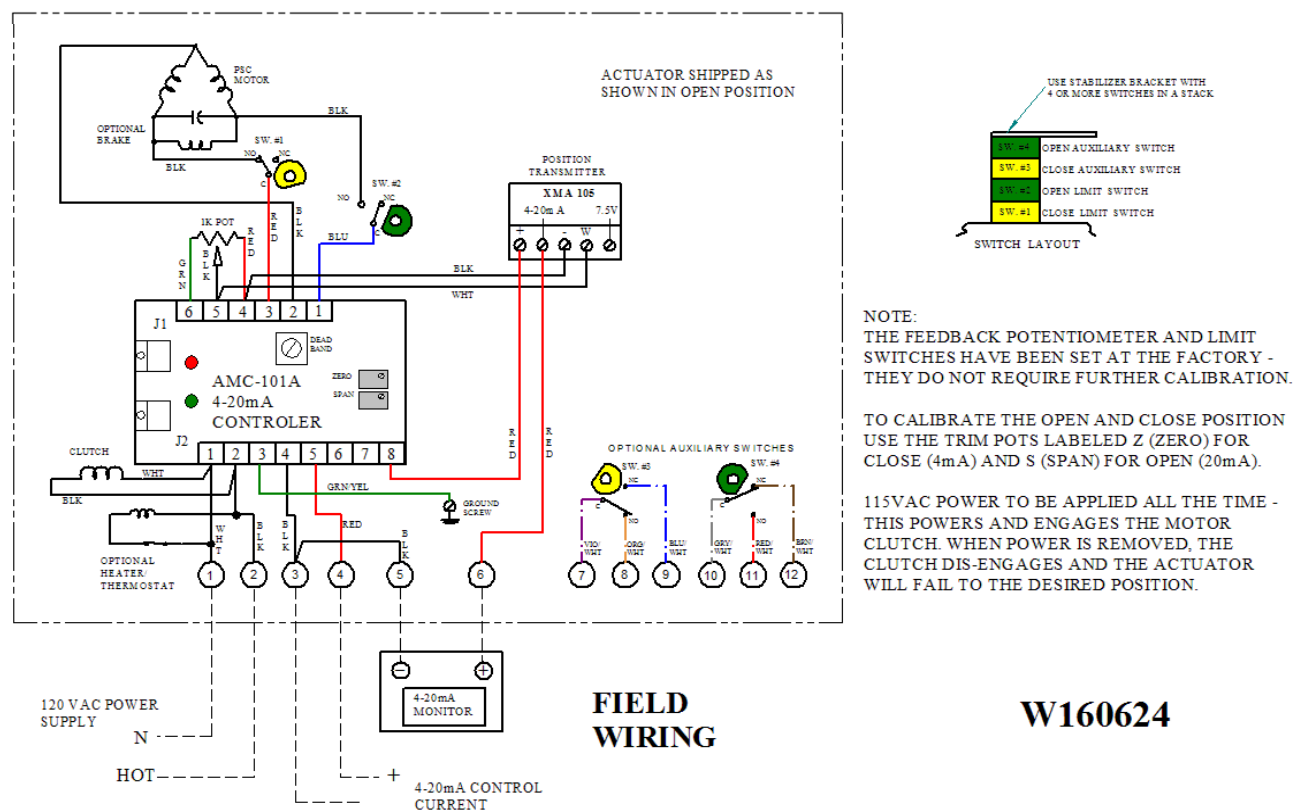 PSC
MOTOR
ACTUATOR SHIPPED AS
SHOWN IN OPEN POSITION
OPTIONAL
BRAKE
BLK
BLK
SW. #1
NO
NC
C
SW. #2
NO
NC
C
POSITION
TRANSMITTER
XMA 105
4-20mA
7.5V
+
-
W
1K POT
GRN
BLK
RED
RED
BLK
BLU
BLK
WHT
6
5
4
3
2
1
J1
DEAD
BAND
AMC-101A
4-20mA
CONTROLER
ZERO
SPAN
J2
1
2
3
4
5
6
7
8
CLUTCH
WHT
BLK
GRN/YEL
GROUND
SCREW
RED
RED
RED
WHT
BLK
BLK
BLK
OPTIONAL
HEATER/
THERMOSTAT
1
2
3
4
5
6
OPTIONAL AUXILIARY SWITCHES
SW. #3
NC
C
NO
SW. #4
NC
C
NO
VIO/
WHT
ORG/
WHT
BLU/
WHT
GRY/
WHT
RED/
WHT
BRN/
WHT
7
8
9
10
11
12
−
+
4-20mA
MONITOR
120 VAC POWER
SUPPLY
N
HOT
+
4-20mA CONTROL
CURRENT
FIELD
WIRING
USE STABILIZER BRACKET WITH
4 OR MORE SWITCHES IN A STACK
SW. #4 OPEN AUXILIARY SWITCH
SW. #3 CLOSE AUXILIARY SWITCH
SW. #2 OPEN LIMIT SWITCH
SW. #1 CLOSE LIMIT SWITCH
SWITCH LAYOUT
NOTE:
THE FEEDBACK POTENTIOMETER AND LIMIT
SWITCHES HAVE BEEN SET AT THE FACTORY -
THEY DO NOT REQUIRE FURTHER CALIBRATION.
TO CALIBRATE THE OPEN AND CLOSE POSITION
USE THE TRIM POTS LABELED Z (ZERO) FOR
CLOSE (4mA) AND S (SPAN) FOR OPEN (20mA).
115VAC POWER TO BE APPLIED ALL THE TIME -
THIS POWERS AND ENGAGES THE MOTOR
CLUTCH. WHEN POWER IS REMOVED, THE
CLUTCH DIS-ENGAGES AND THE ACTUATOR
WILL FAIL TO THE DESIRED POSITION.
W160624